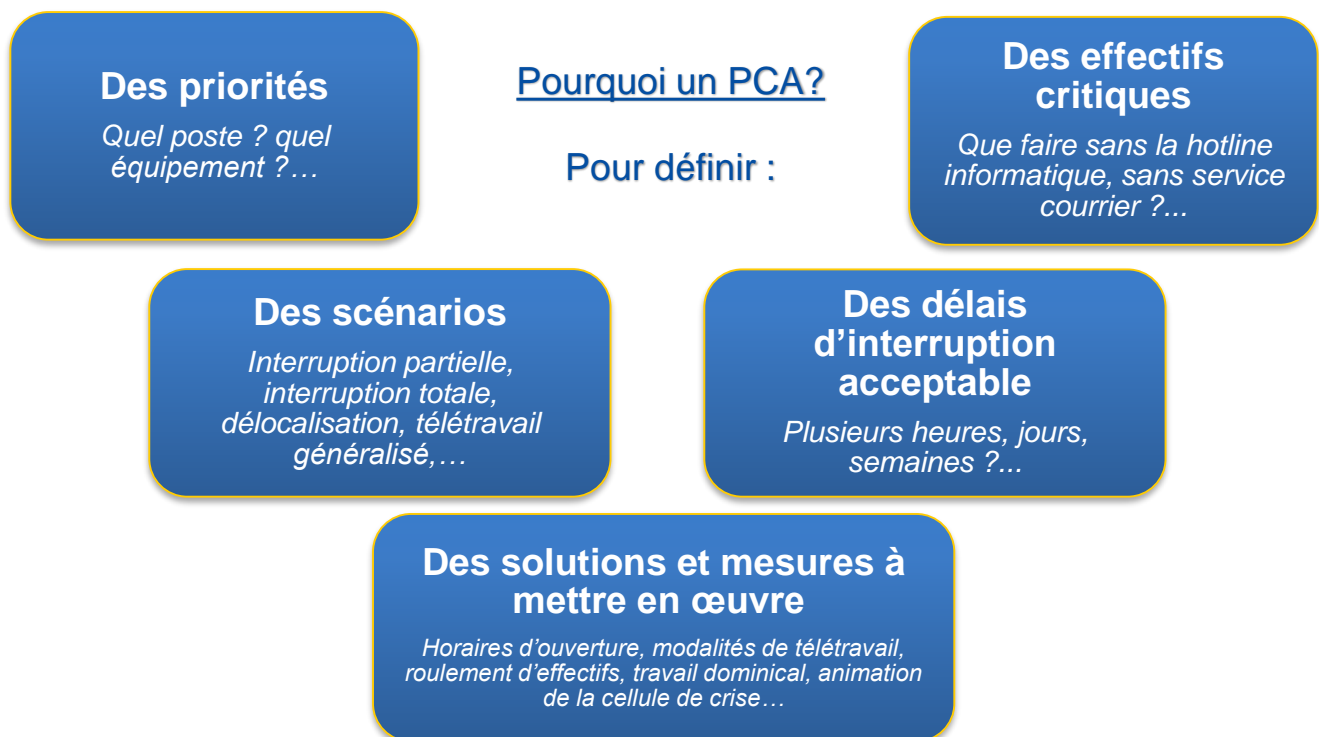 Des priorités
Quel poste ? quel
équipement ?…
Pourquoi un PCA?
Pour définir :
Des effectifs
critiques
Que faire sans la hotline
informatique, sans service
courrier ?...
Des scénarios
Interruption partielle,
interruption totale,
délocalisation, télétravail
généralisé,…
Des délais
d’interruption
acceptable
Plusieurs heures, jours,
semaines ?...
Des solutions et mesures à
mettre en œuvre
Horaires d’ouverture, modalités de télétravail,
roulement d’effectifs, travail dominical, animation
de la cellule de crise…